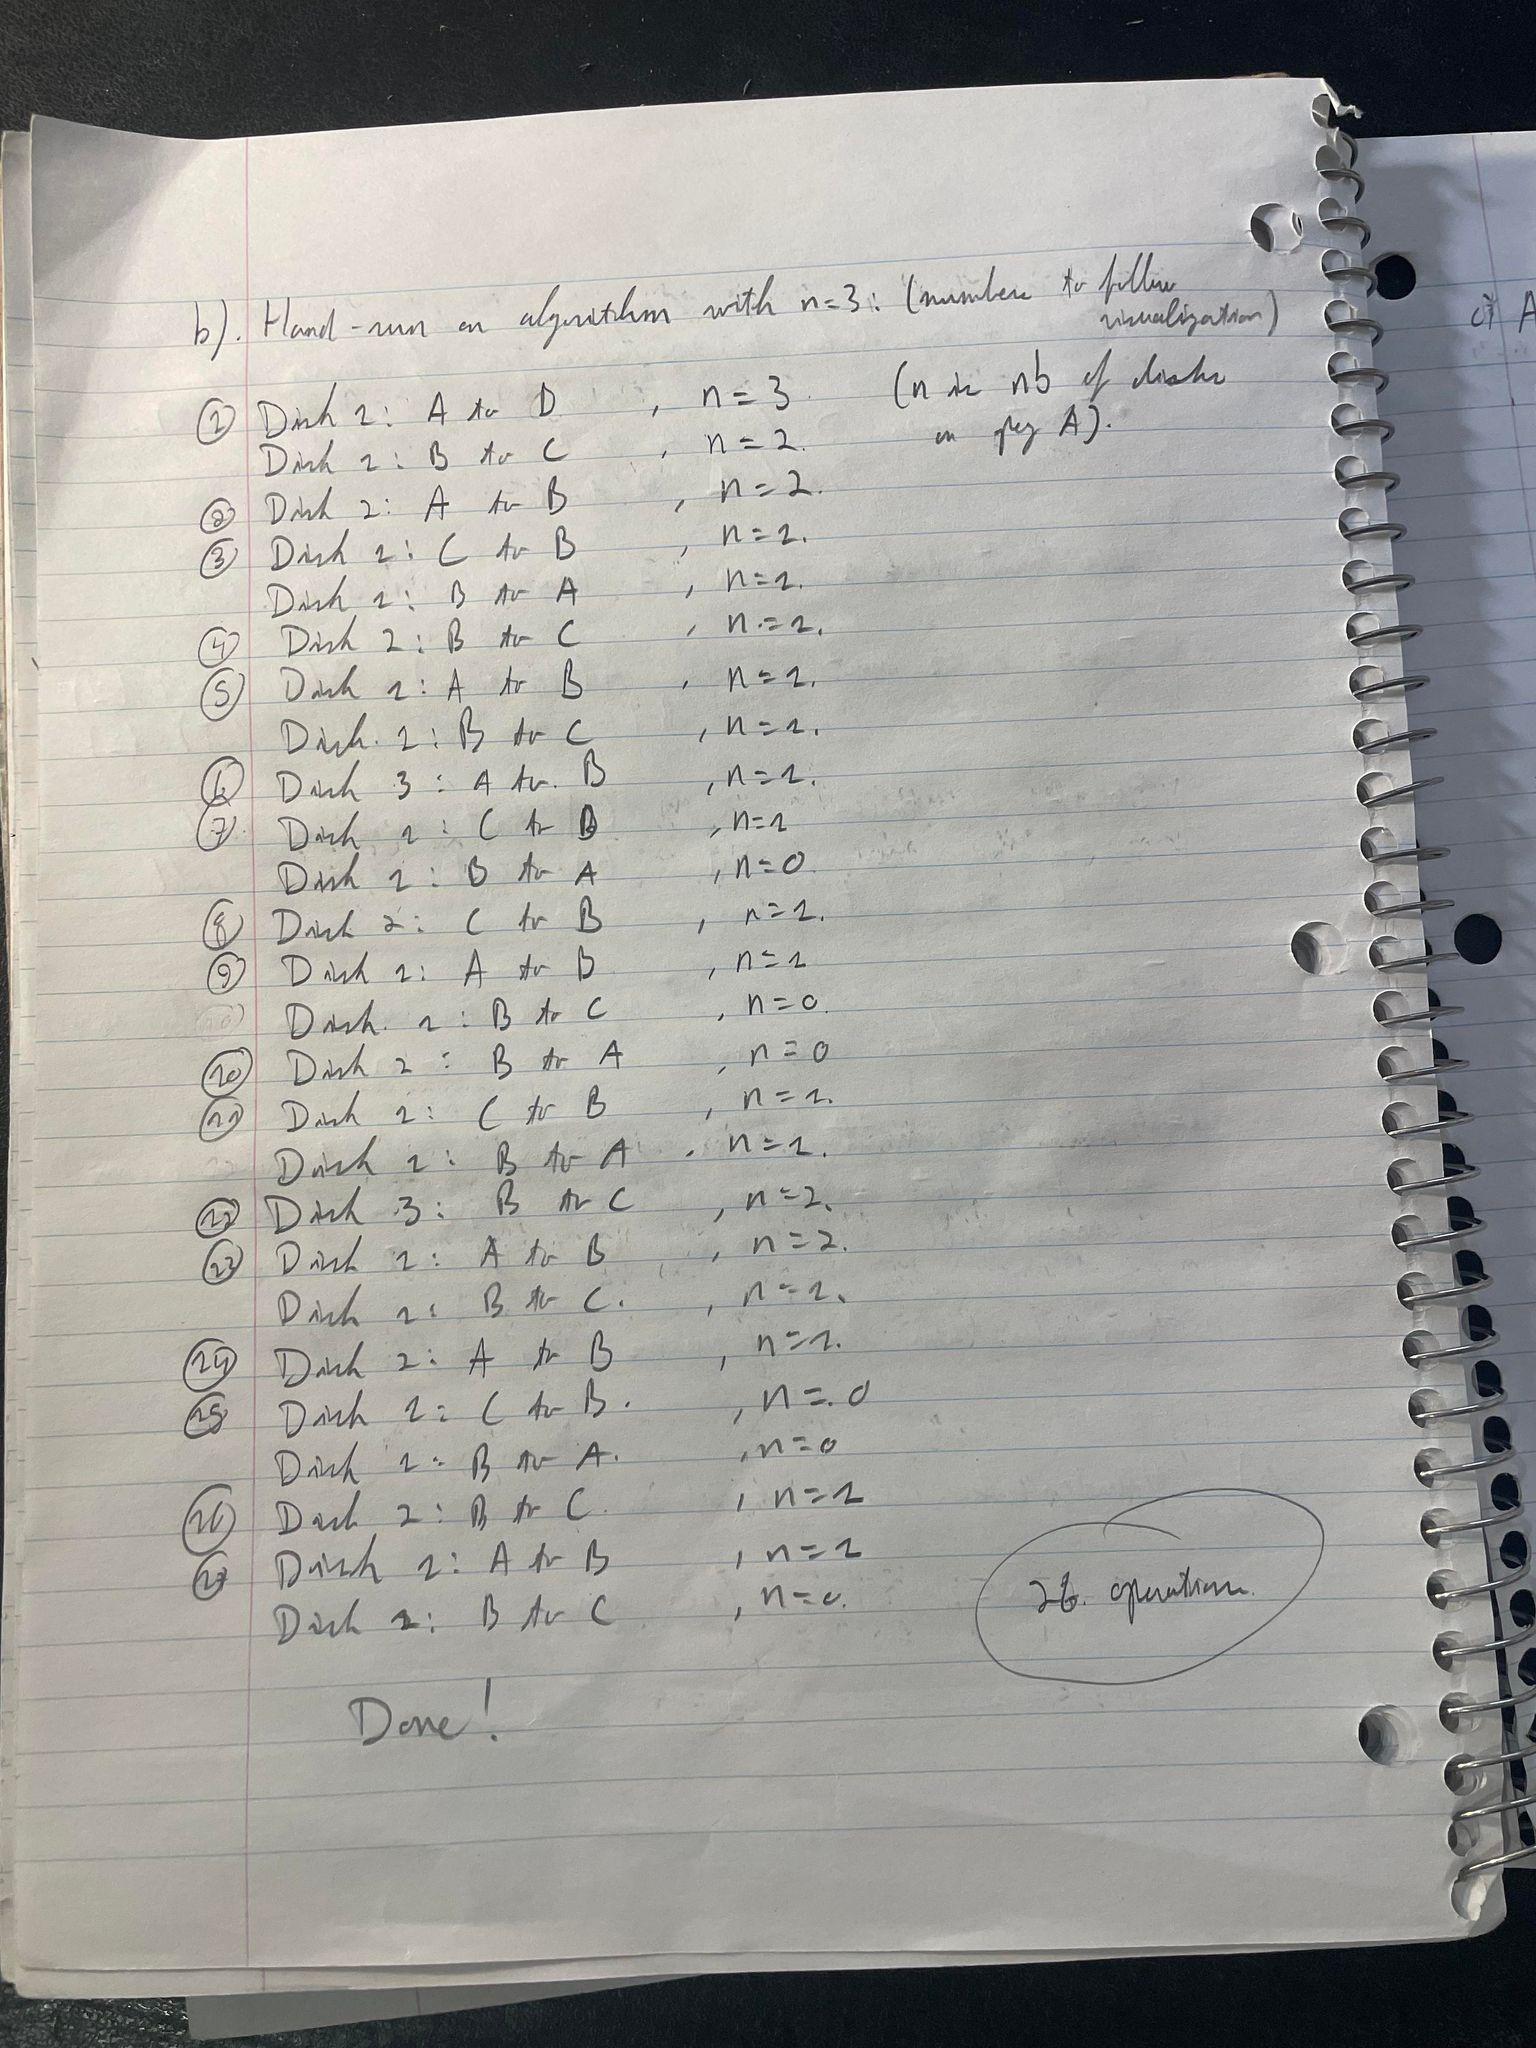 b). Hand-run on algorithm with n=3: (numbers to follow visualization)
① Disk 1: A to B , n=3 (n is nb of disks on peg A).
Disk 1: B to C , n=2.
② Disk 2: A to B , n=2.
③ Disk 1: C to B , n=1.
Disk 1: B to A , n=1.
④ Disk 2: B to C , n=1.
⑤ Disk 1: A to B , n=1.
Disk 1: B to C , n=1.
⑥ Disk 3: A to B , n=1.
⑦ Disk 1: C to B , n=1
Disk 1: B to A , n=0
⑧ Disk 2: C to B , n=1.
⑨ Disk 1: A to B , n=1
Disk 1: B to C , n=0.
⑩ Disk 2: B to A , n=0
⑪ Disk 1: C to B , n=1.
Disk 1: B to A , n=1.
⑫ Disk 3: B to C , n=2.
⑬ Disk 1: A to B , n=2.
Disk 1: B to C. , n=1.
⑭ Disk 2: A to B , n=1.
⑮ Disk 1: C to B. , n=0
Disk 1: B to A. , n=0
⑯ Disk 2: B to C. , n=1
⑰ Disk 1: A to B , n=1
Disk 1: B to C , n=0.
26 operations.
Done!